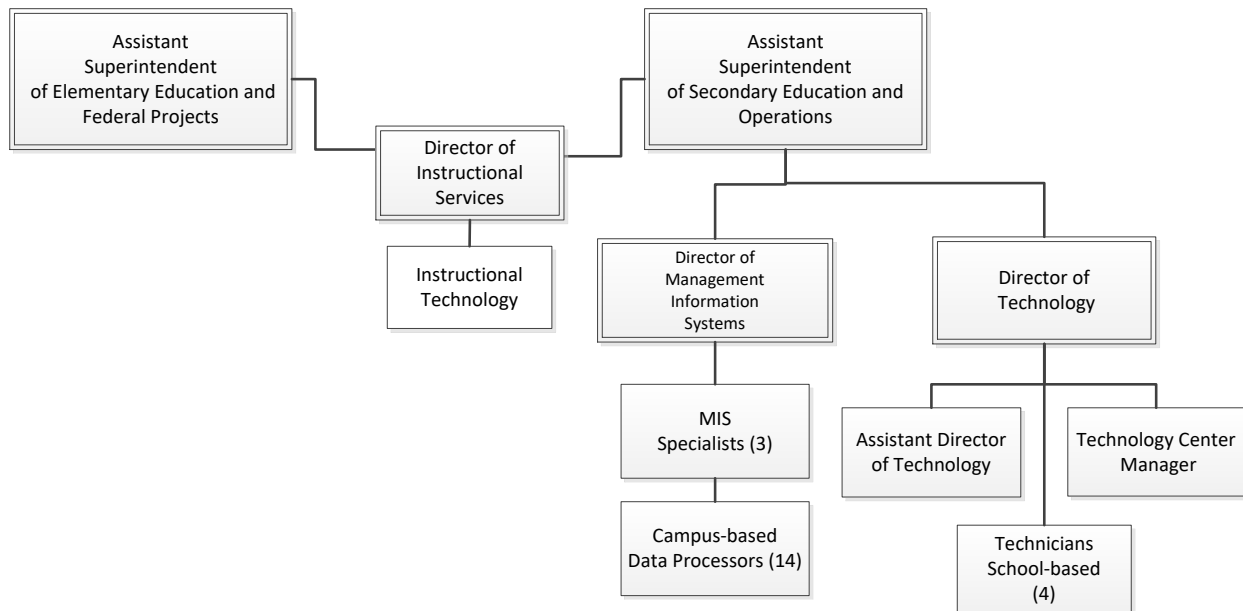 Assistant
Superintendent
of Elementary Education and
Federal Projects
Assistant
Superintendent
of Secondary Education and
Operations
Director of
Instructional
Services
Instructional
Technology
Director of
Management
Information
Systems
Director of
Technology
MIS
Specialists (3)
Assistant Director
of Technology
Technology Center
Manager
Campus-based
Data Processors (14)
Technicians
School-based
(4)